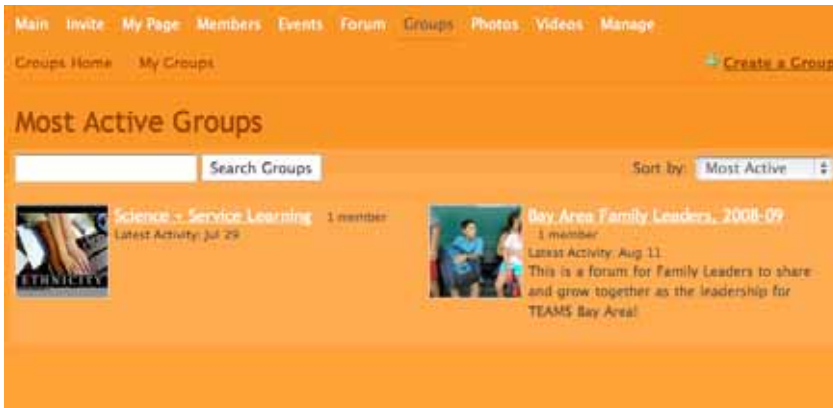 Main Invite My Page Members Events Forum Groups Photos Videos Manage
Groups Home My Groups
Create a Group
Most Active Groups
Search Groups
Sort by: Most Active
Science + Service Learning 1 member
Latest Activity: Jul 29
ETHNICITY
Bay Area Family Leaders, 2008-09
1 member
Latest Activity: Aug 11
This is a forum for Family Leaders to share
and grow together as the leadership for
TEAMS Bay Area!